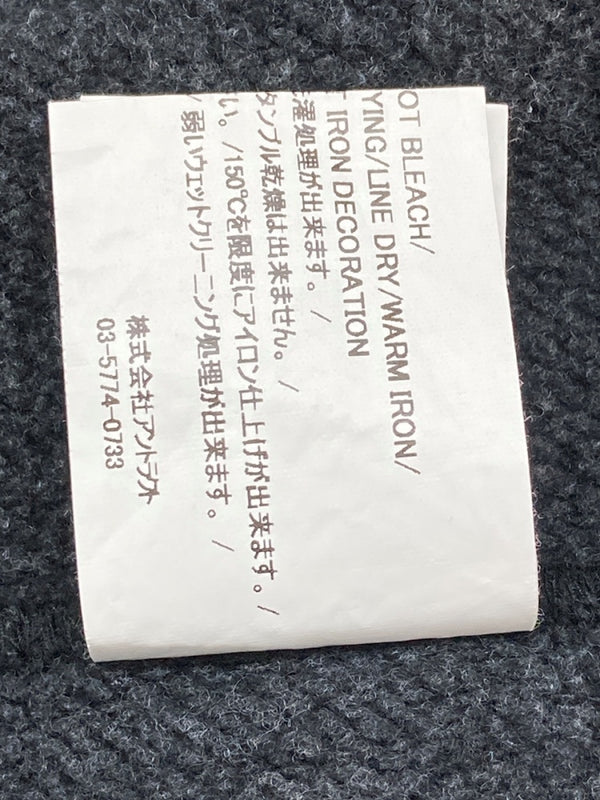 OT BLEACH/
YING/LINE DRY/WARM IRON/
IRON DECORATION
濯処理が出来ます。/
タンブル乾燥は出来ません。/
い。/150℃を限度にアイロン仕上げが出来ます。/
/弱いウェットクリーニング処理が出来ます。/
株式会社アントラクト
03-5774-0733